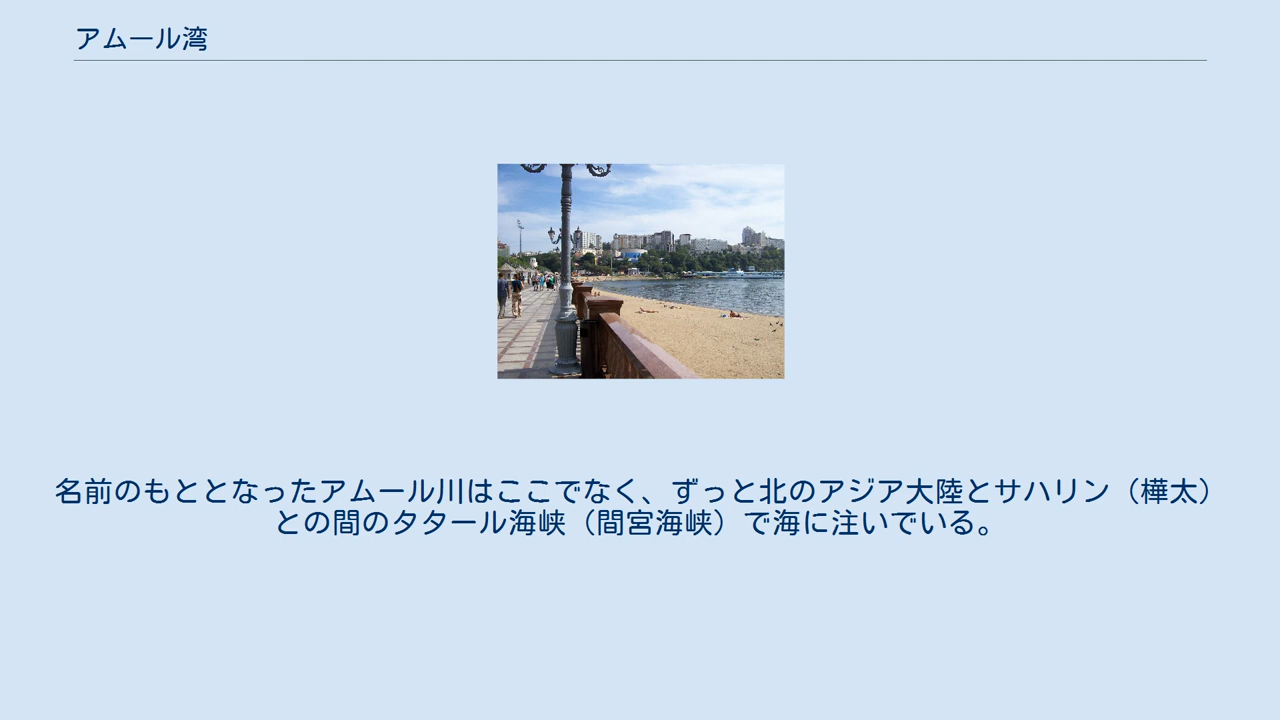 アムール湾
名前のもととなったアムール川はここでなく、ずっと北のアジア大陸とサハリン（樺太）
との間のタタール海峡（間宮海峡）で海に注いでいる。